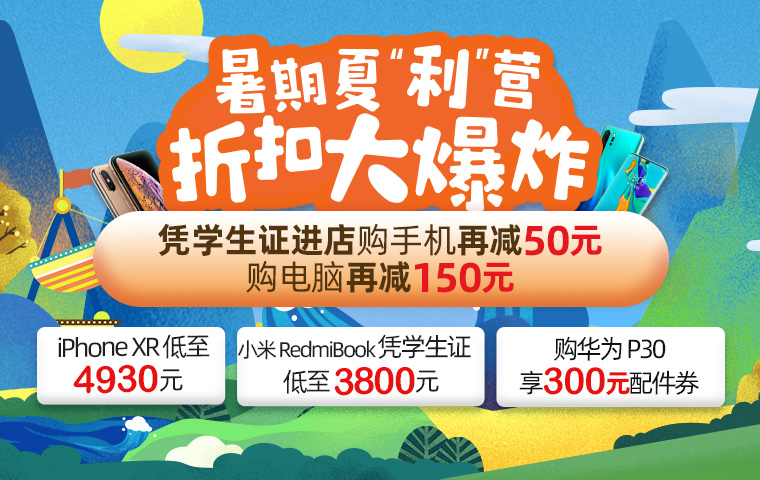 暑期夏“利”营
折扣大爆炸
凭学生证进店购手机再减50元
购电脑再减150元
iPhone XR 低至
4930元
小米 RedmiBook 凭学生证
低至 3800元
购华为 P30
享300元配件券